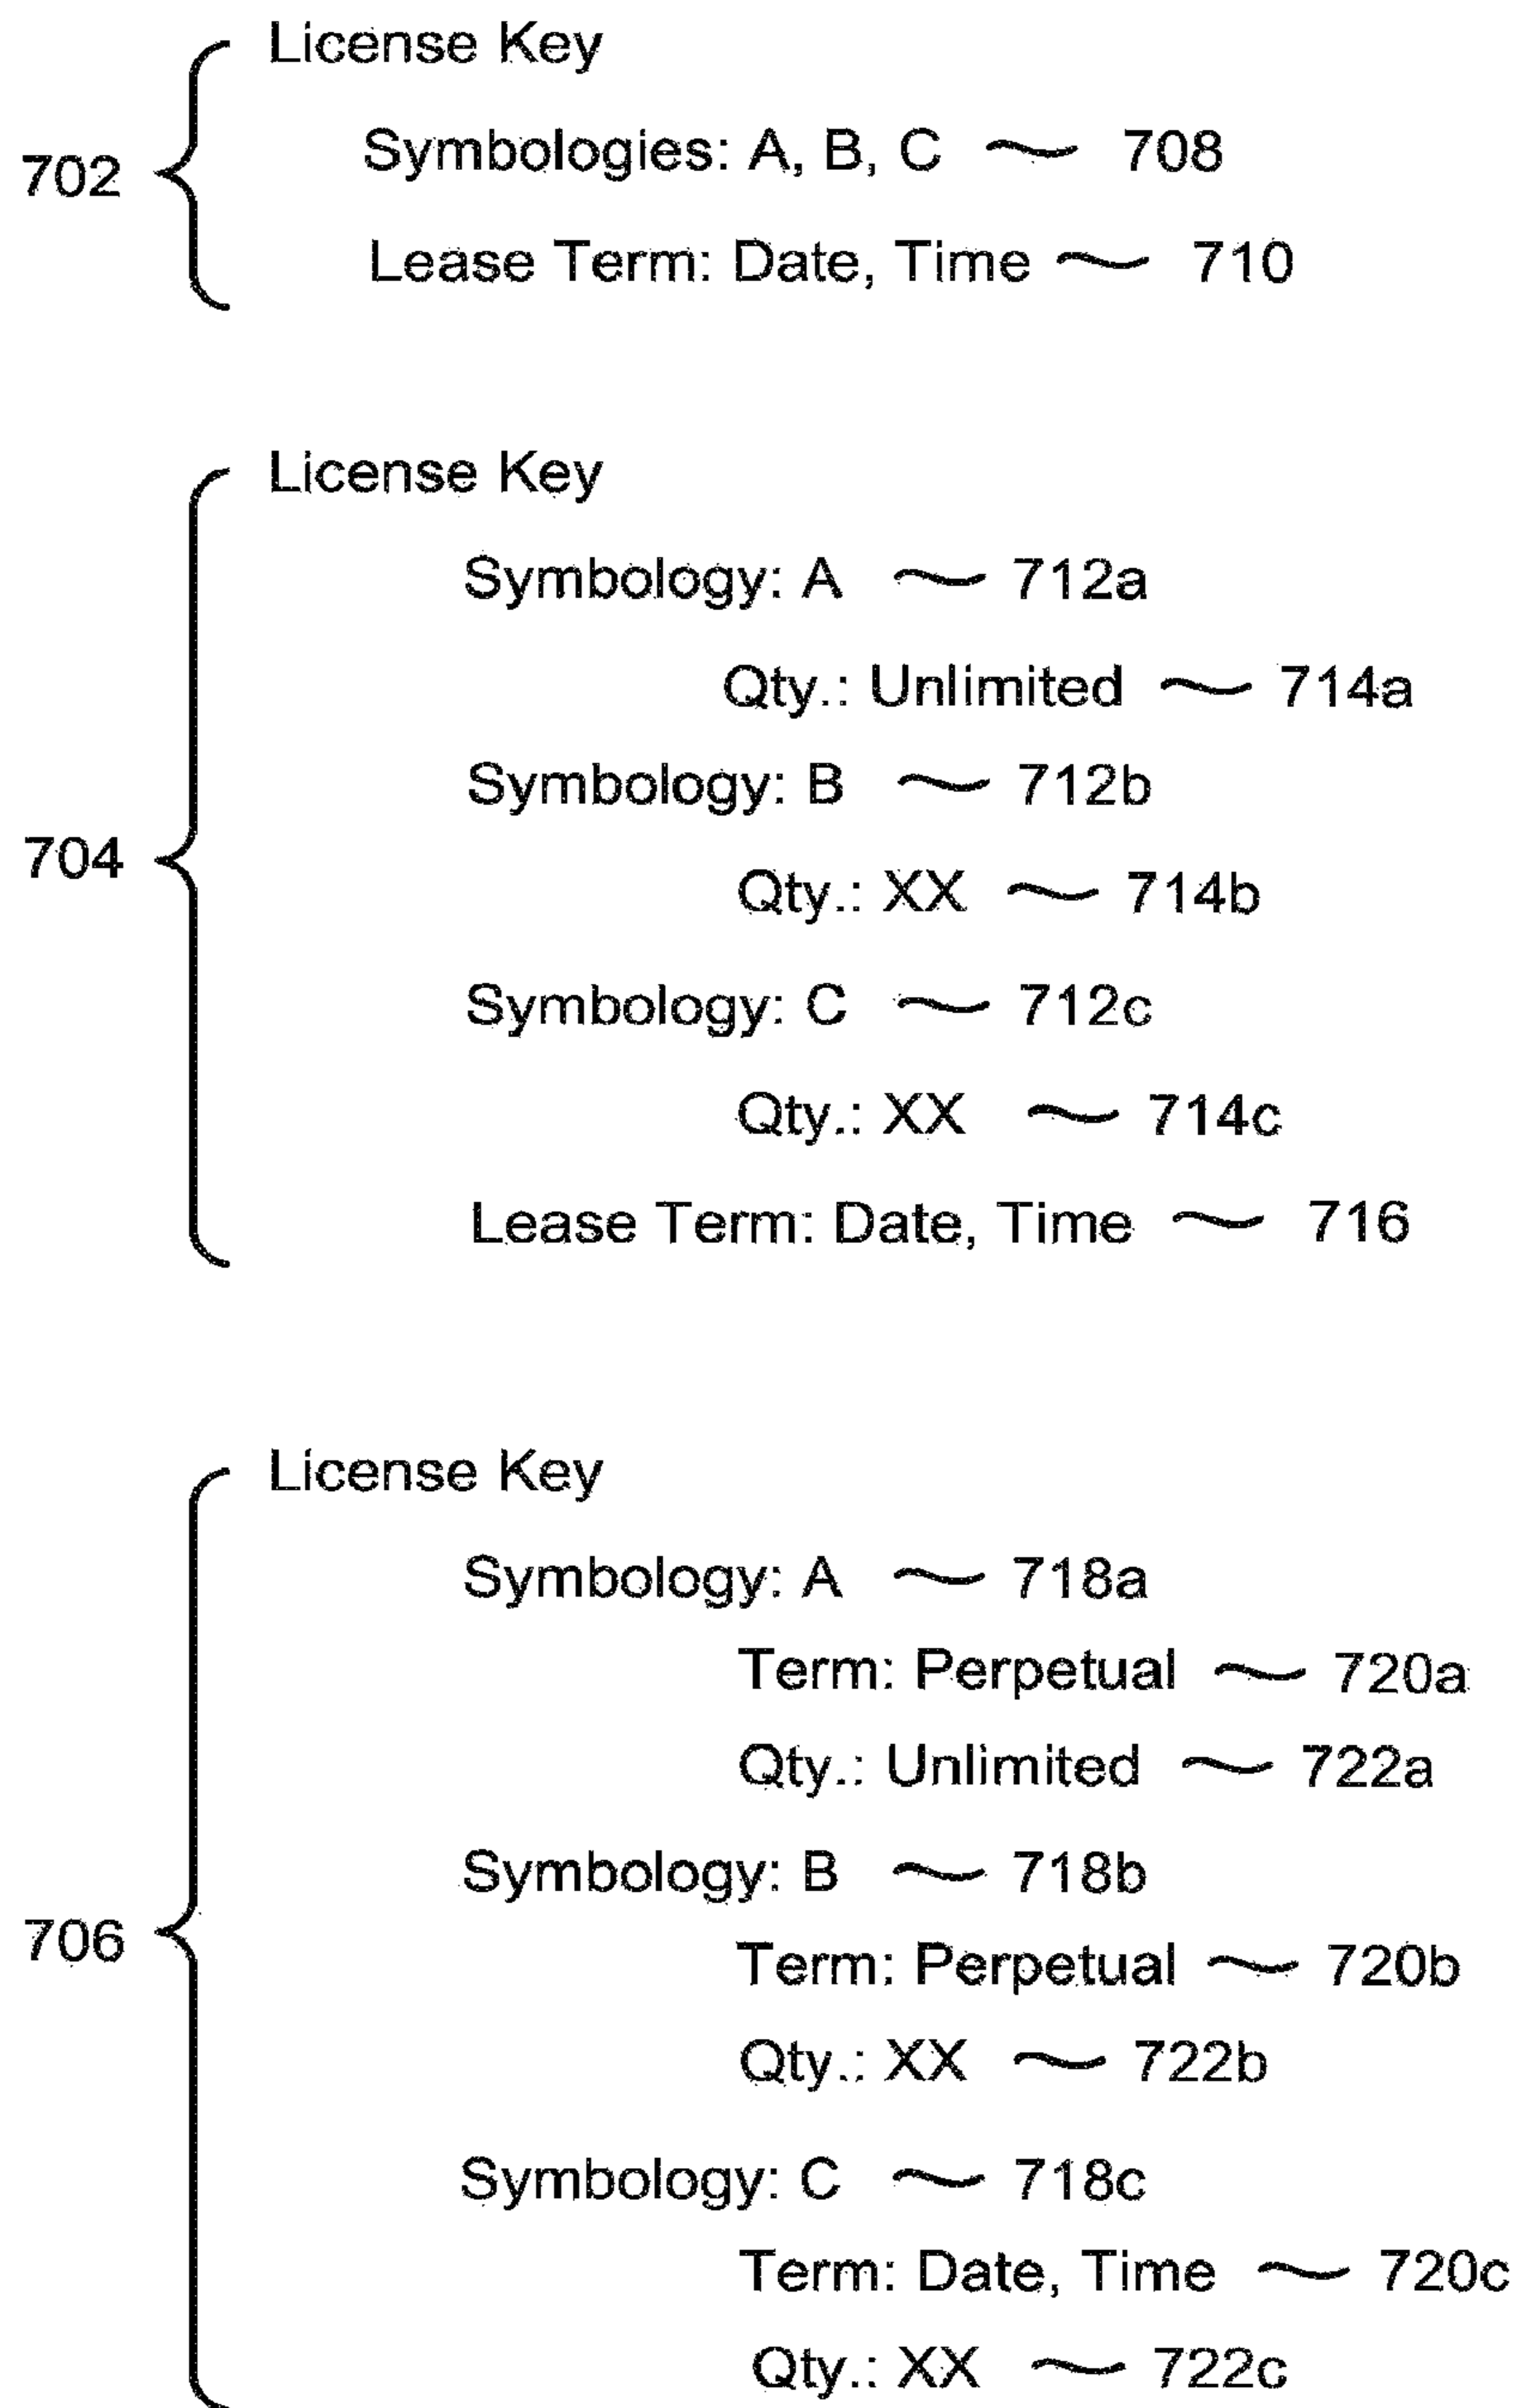 License Key
702
Symbologies: A, B, C 708
Lease Term: Date, Time 710
License Key
Symbology: A 712a
Qty.: Unlimited 714a
Symbology: B 712b
704
Qty.: XX 714b
Symbology: C 712c
Qty.: XX 714c
Lease Term: Date, Time 716
License Key
Symbology: A 718a
Term: Perpetual 720a
Qty.: Unlimited 722a
Symbology: B 718b
706
Term: Perpetual 720b
Qty.: XX 722b
Symbology: C 718c
Term: Date, Time 720c
Qty.: XX 722c